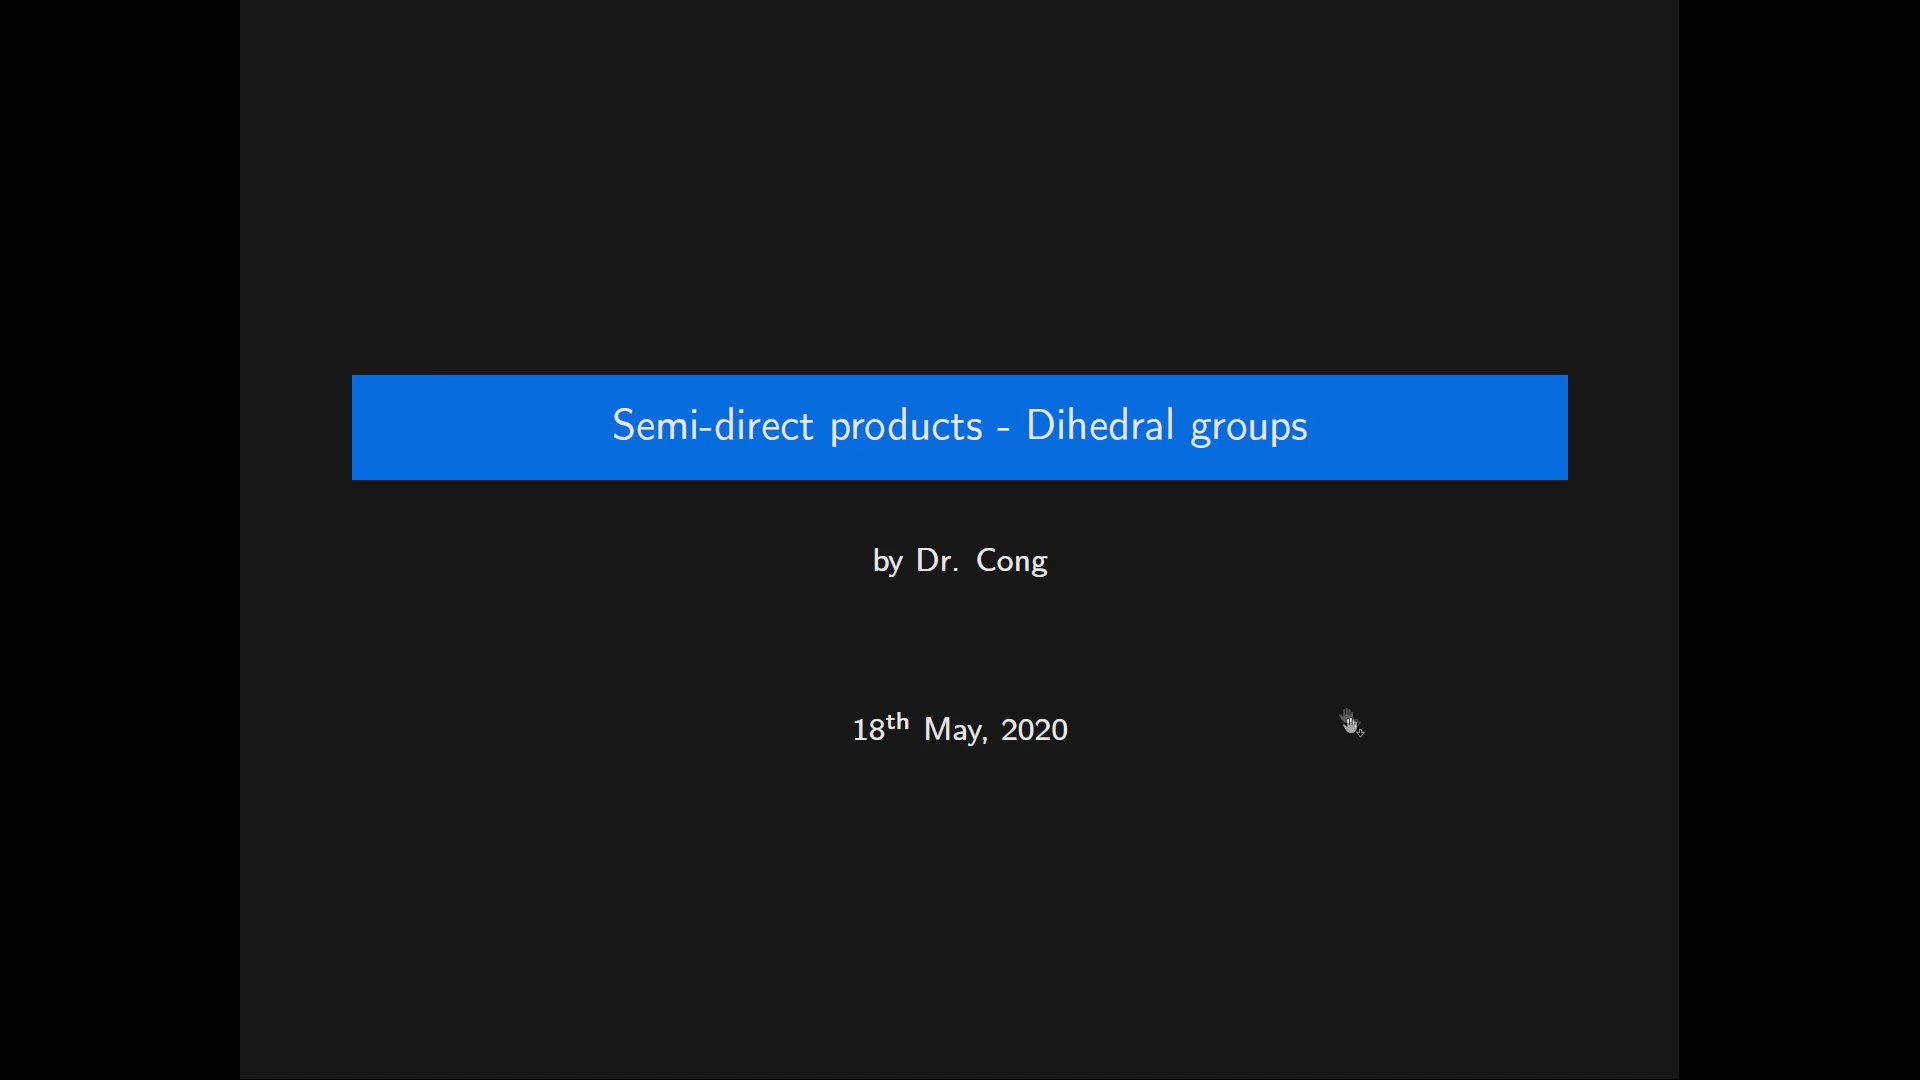 Semi-direct products - Dihedral groups
by Dr. Cong
18th May, 2020